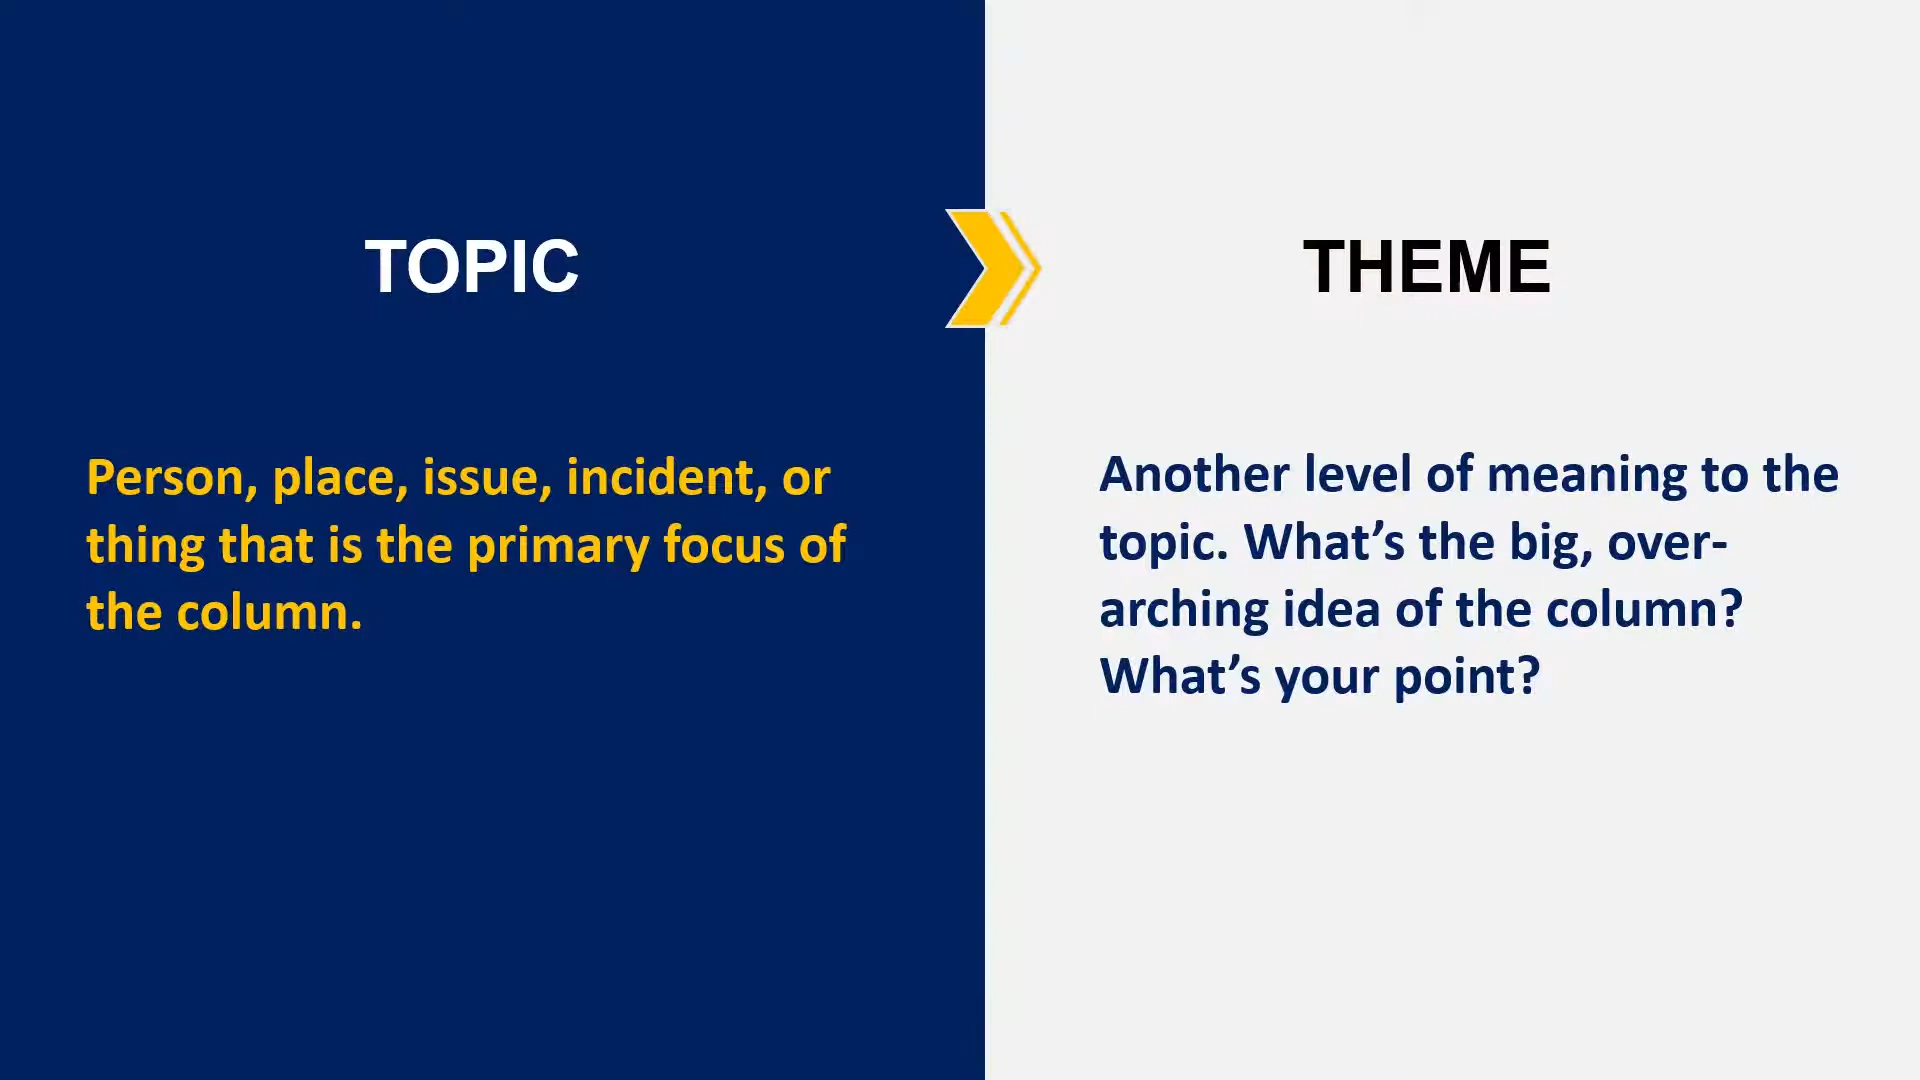 TOPIC
Person, place, issue, incident, or
thing that is the primary focus of
the column.
THEME
Another level of meaning to the
topic. What’s the big, over-
arching idea of the column?
What’s your point?